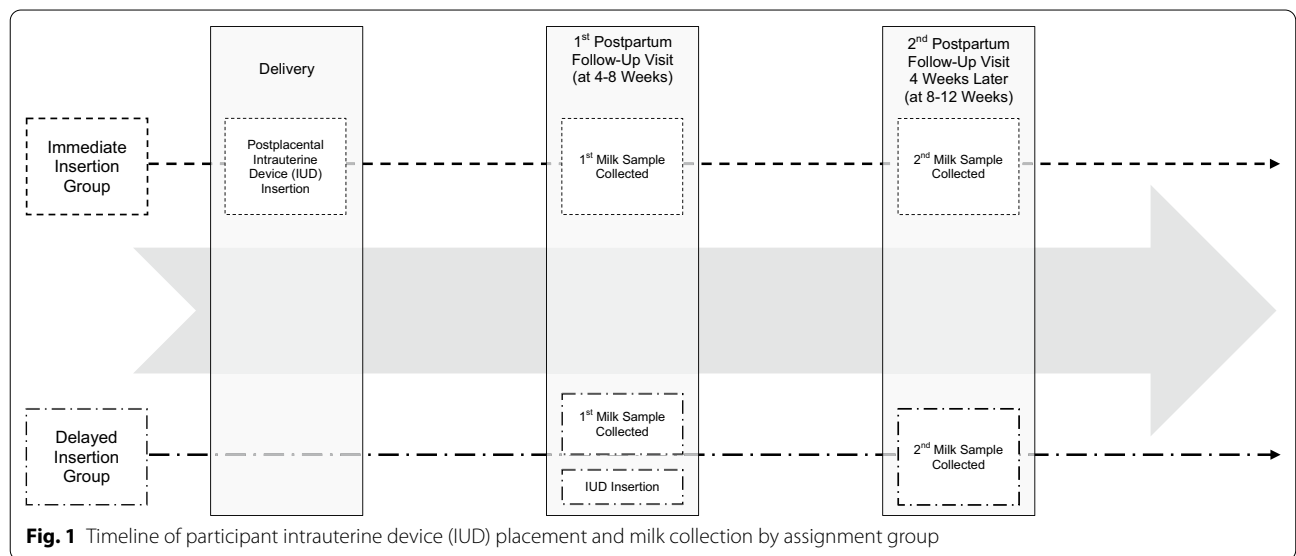 Delivery
1st Postpartum
Follow-Up Visit
(at 4-8 Weeks)
2nd Postpartum
Follow-Up Visit
4 Weeks Later
(at 8-12 Weeks)
Immediate
Insertion
Group
Postplacental
Intrauterine
Device (IUD)
Insertion
1st Milk Sample
Collected
2nd Milk Sample
Collected
Delayed
Insertion
Group
1st Milk Sample
Collected
IUD Insertion
2nd Milk Sample
Collected
Fig. 1 Timeline of participant intrauterine device (IUD) placement and milk collection by assignment group